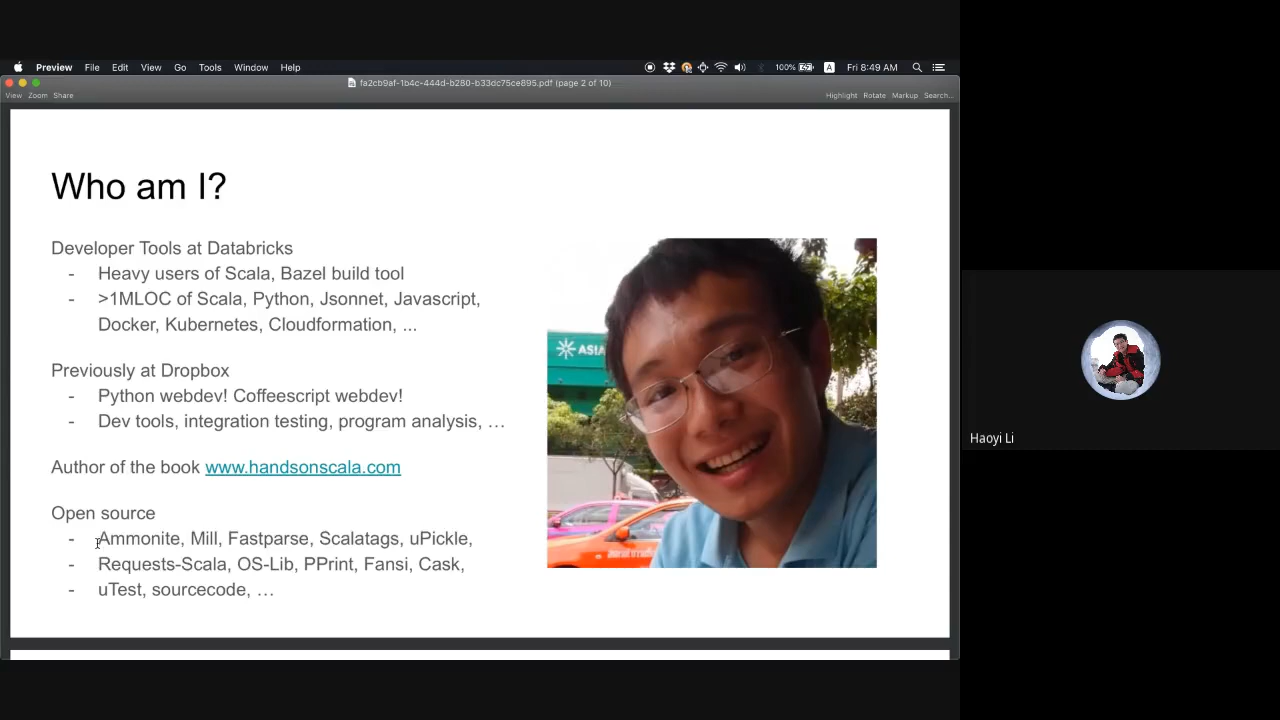 Preview File Edit View Go Tools Window Help 100% A Fri 8:49 AM
fa2cb9af-1b4c-444d-b280-b33dc75ce895.pdf (page 2 of 10)
View Zoom Share Highlight Rotate Markup Search...
Who am I?
Developer Tools at Databricks
- Heavy users of Scala, Bazel build tool
- >1MLOC of Scala, Python, Jsonnet, Javascript,
Docker, Kubernetes, Cloudformation, ...
ASIA
Previously at Dropbox
- Python webdev! Coffeescript webdev!
- Dev tools, integration testing, program analysis, …
Haoyi Li
Author of the book www.handsonscala.com
Open source
- Ammonite, Mill, Fastparse, Scalatags, uPickle,
- Requests-Scala, OS-Lib, PPrint, Fansi, Cask,
- uTest, sourcecode, …